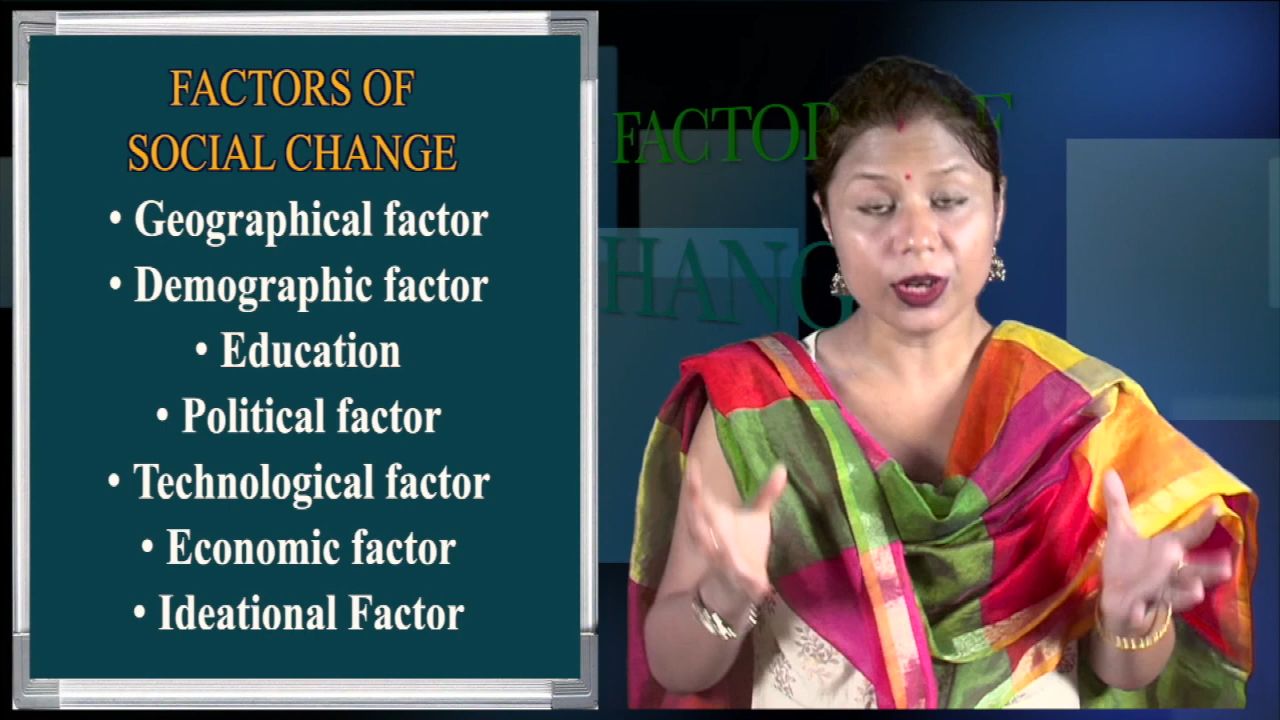 FACTORS OF
SOCIAL CHANGE
• Geographical factor
• Demographic factor
• Education
• Political factor
• Technological factor
• Economic factor
• Ideational Factor